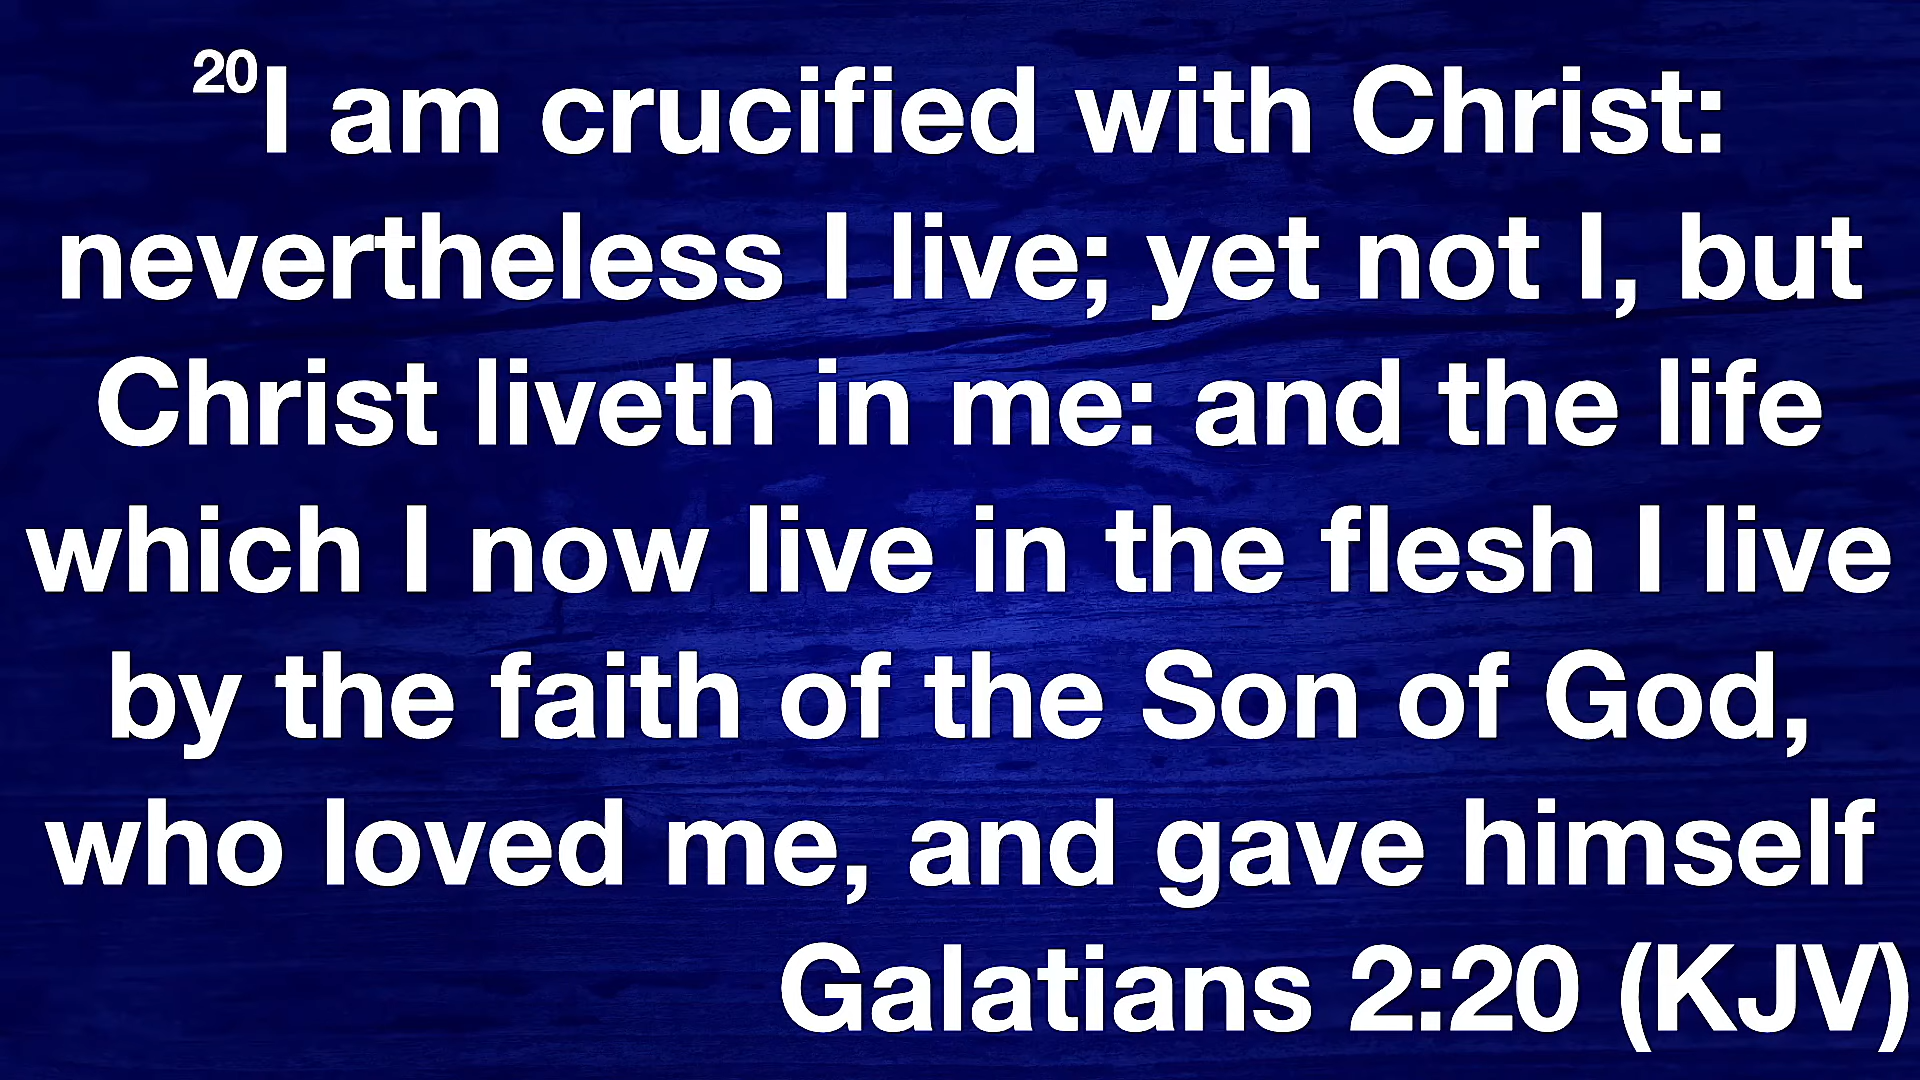 20I am crucified with Christ:
nevertheless I live; yet not I, but
Christ liveth in me: and the life
which I now live in the flesh I live
by the faith of the Son of God,
who loved me, and gave himself
Galatians 2:20 (KJV)